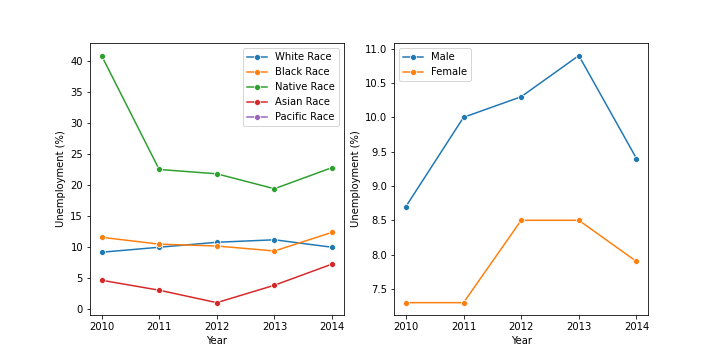 40
35
30
25
20
15
10
5
0
Unemployment (%)
2010 2011 2012 2013 2014
Year
White Race
Black Race
Native Race
Asian Race
Pacific Race
11.0
10.5
10.0
9.5
9.0
8.5
8.0
7.5
Unemployment (%)
2010 2011 2012 2013 2014
Year
Male
Female